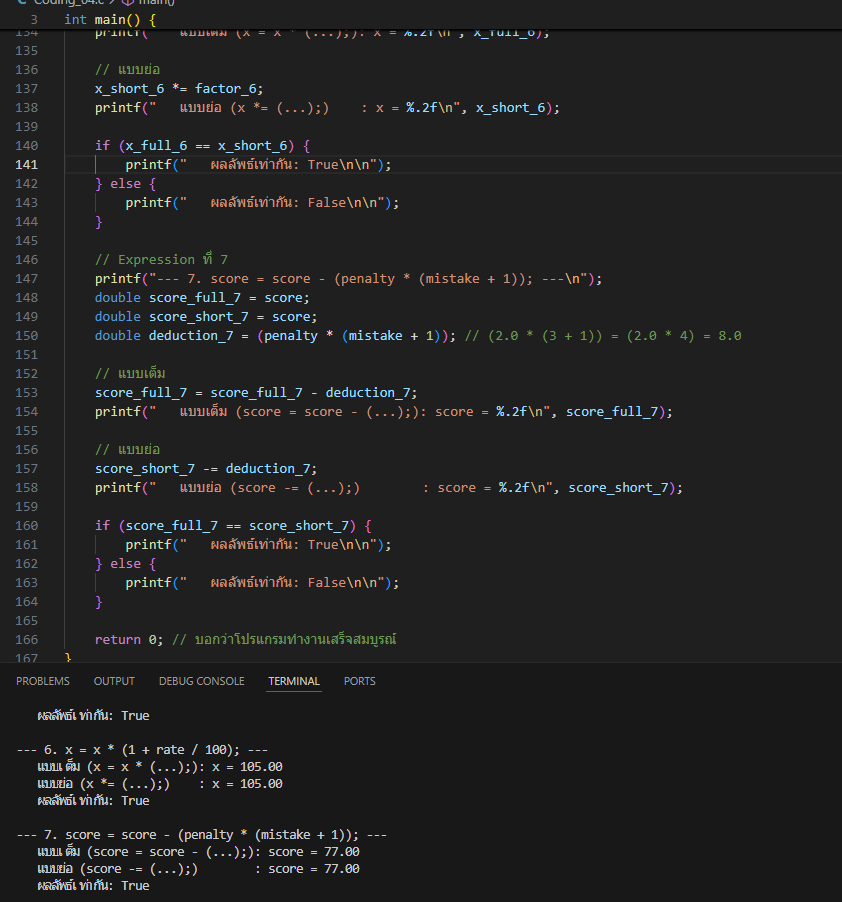 Coding_04.c > main()
3 int main() {
134 printf("   แบบเต็ม (x = x * (...);): x = %.2f\n", x_full_6);
135
136 // แบบย่อ
137 x_short_6 *= factor_6;
138 printf("   แบบย่อ (x *= (...);)    : x = %.2f\n", x_short_6);
139
140 if (x_full_6 == x_short_6) {
141 printf("   ผลลัพธ์เท่ากัน: True\n\n");
142 } else {
143 printf("   ผลลัพธ์เท่ากัน: False\n\n");
144 }
145
146 // Expression ที่ 7
147 printf("--- 7. score = score - (penalty * (mistake + 1)); ---\n");
148 double score_full_7 = score;
149 double score_short_7 = score;
150 double deduction_7 = (penalty * (mistake + 1)); // (2.0 * (3 + 1)) = (2.0 * 4) = 8.0
151
152 // แบบเต็ม
153 score_full_7 = score_full_7 - deduction_7;
154 printf("   แบบเต็ม (score = score - (...);): score = %.2f\n", score_full_7);
155
156 // แบบย่อ
157 score_short_7 -= deduction_7;
158 printf("   แบบย่อ (score -= (...);)        : score = %.2f\n", score_short_7);
159
160 if (score_full_7 == score_short_7) {
161 printf("   ผลลัพธ์เท่ากัน: True\n\n");
162 } else {
163 printf("   ผลลัพธ์เท่ากัน: False\n\n");
164 }
165
166 return 0; // บอกว่าโปรแกรมทำงานเสร็จสมบูรณ์
167 }
PROBLEMS OUTPUT DEBUG CONSOLE TERMINAL PORTS
ผลลัพธ์เท่ากัน: True
--- 6. x = x * (1 + rate / 100); ---
แบบเต็ม (x = x * (...);): x = 105.00
แบบย่อ (x *= (...);)    : x = 105.00
ผลลัพธ์เท่ากัน: True
--- 7. score = score - (penalty * (mistake + 1)); ---
แบบเต็ม (score = score - (...);): score = 77.00
แบบย่อ (score -= (...);)        : score = 77.00
ผลลัพธ์เท่ากัน: True